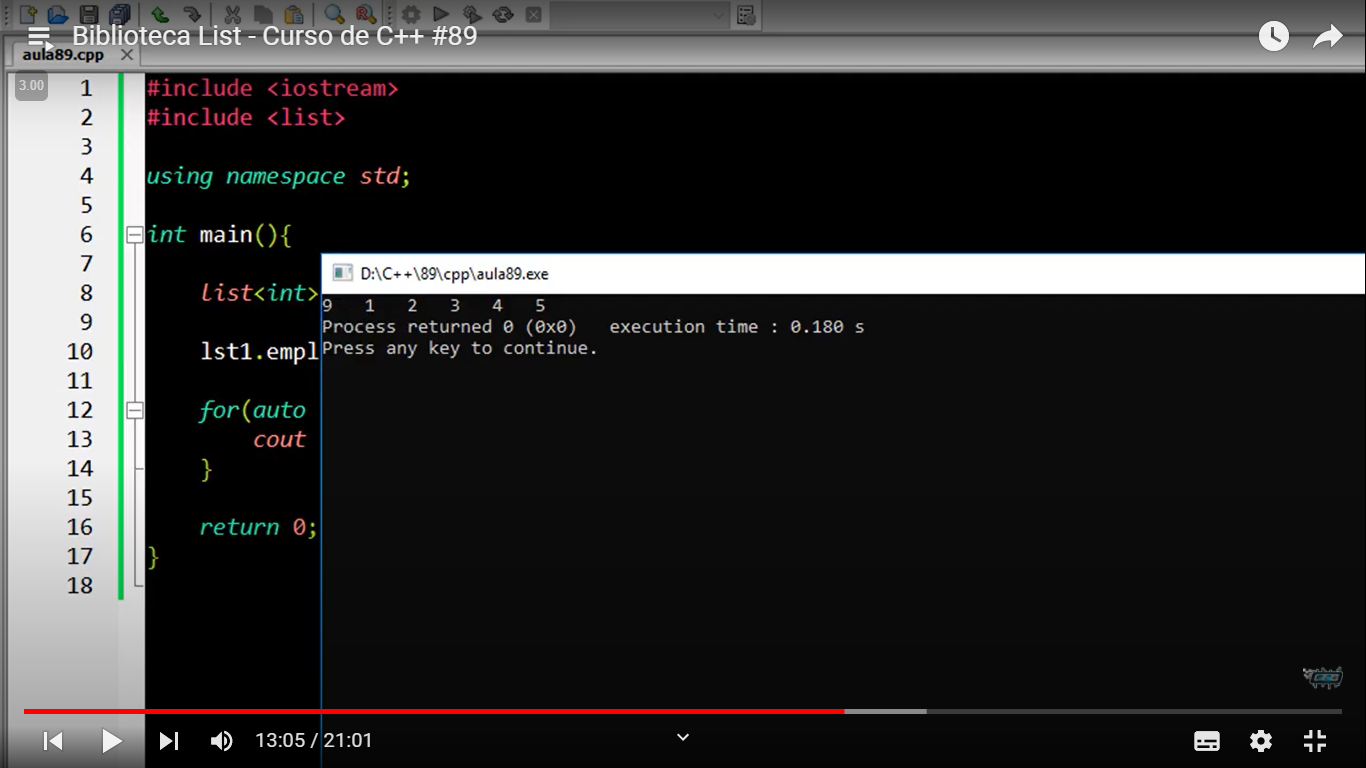 Biblioteca List - Curso de C++ #89
aula89.cpp
3.00
1 #include <iostream>
2 #include <list>
3
4 using namespace std;
5
6 int main(){
7
8 list<int>
9
10 lst1.empl
11
12 for(auto
13 cout
14 }
15
16 return 0;
17 }
18
D:\C++\89\cpp\aula89.exe
9 1 2 3 4 5
Process returned 0 (0x0) execution time : 0.180 s
Press any key to continue.
13:05 / 21:01